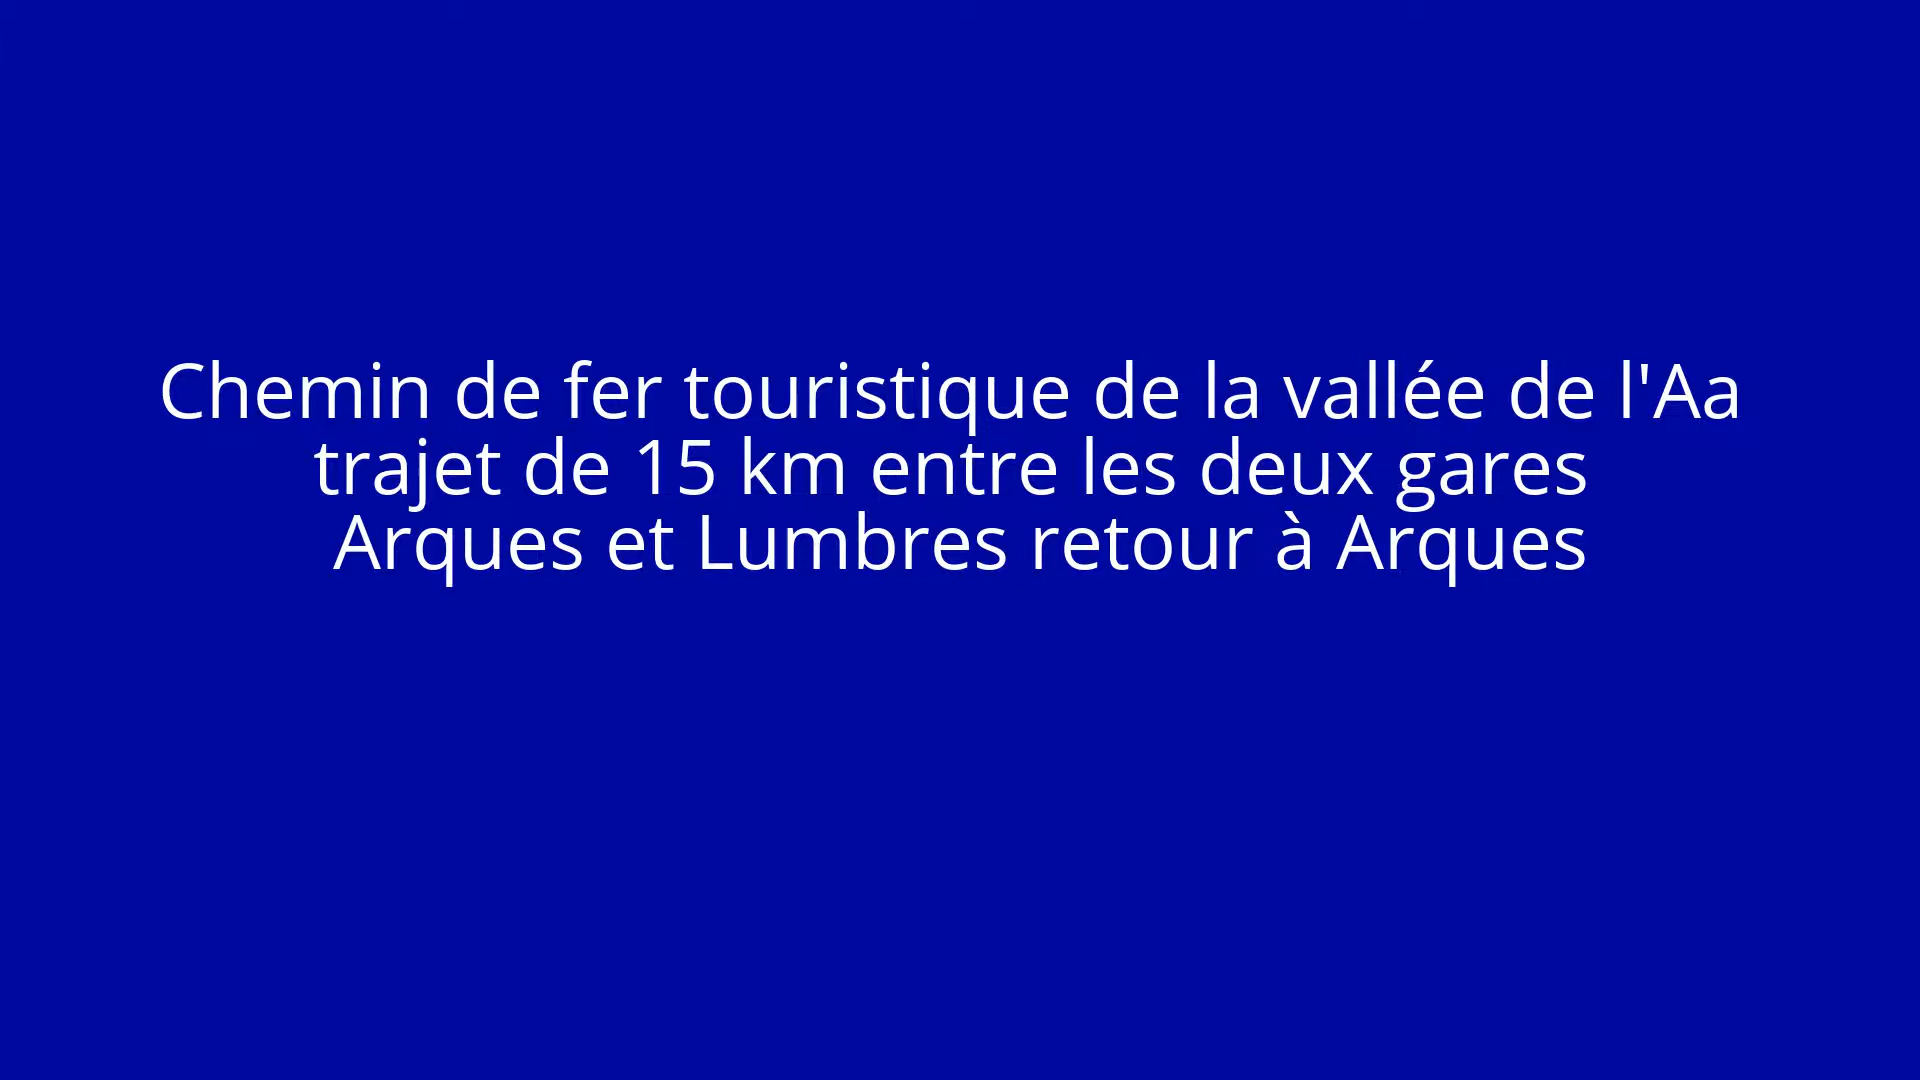 Chemin de fer touristique de la vallée de l'Aa
trajet de 15 km entre les deux gares
Arques et Lumbres retour à Arques